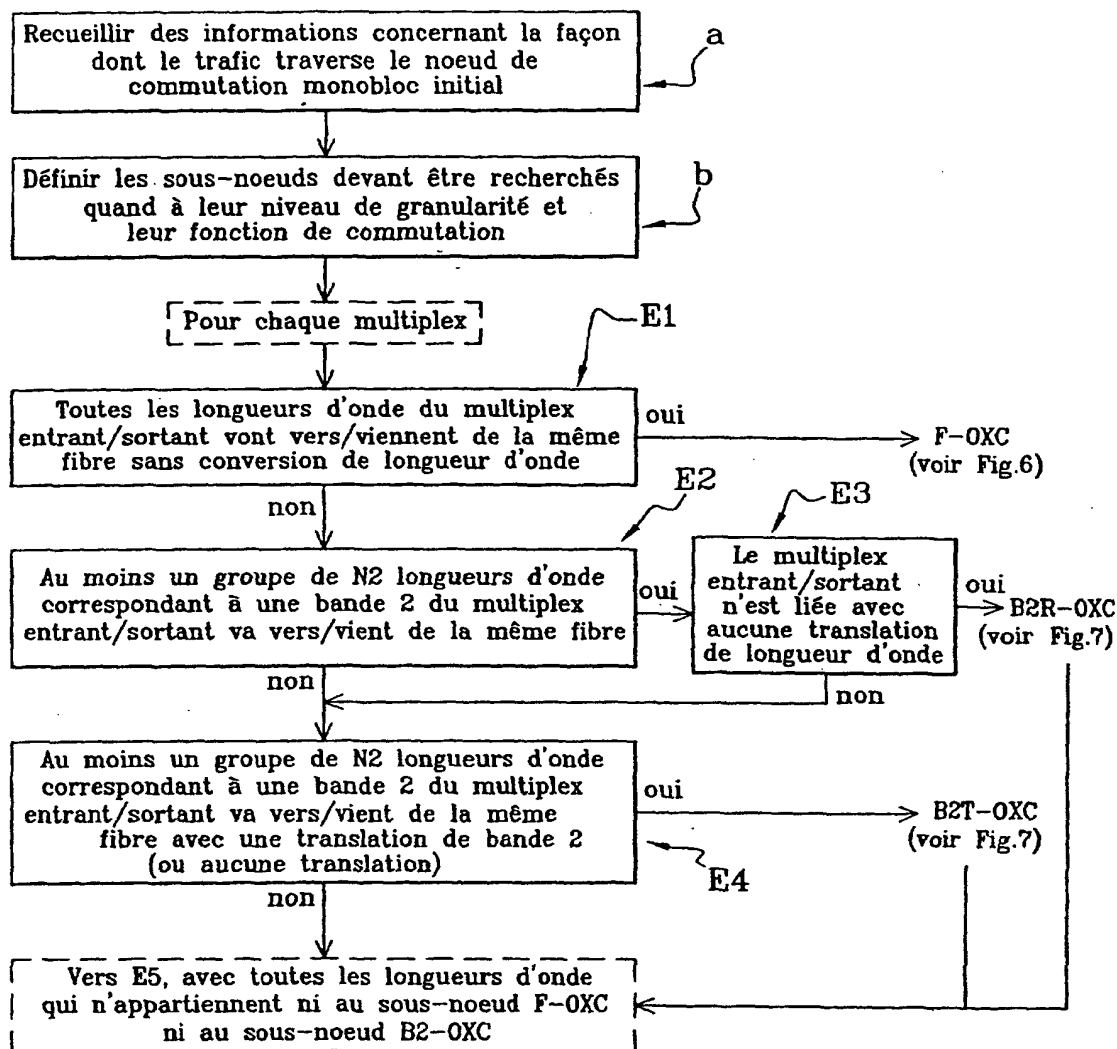 Recueillir des informations concernant la façon
dont le trafic traverse le noeud de
commutation monobloc initial
a
Définir les sous-noeuds devant être recherchés
quand à leur niveau de granularité et
leur fonction de commutation
b
Pour chaque multiplex
E1
Toutes les longueurs d'onde du multiplex
entrant/sortant vont vers/viennent de la même
fibre sans conversion de longueur d'onde
oui
F-OXC
(voir Fig.6)
non
E2
E3
Au moins un groupe de N2 longueurs d'onde
correspondant à une bande 2 du multiplex
entrant/sortant va vers/vient de la même fibre
oui
Le multiplex
entrant/sortant
n'est liée avec
aucune translation
de longueur d'onde
oui
B2R-OXC
(voir Fig.7)
non
non
Au moins un groupe de N2 longueurs d'onde
correspondant à une bande 2 du multiplex
entrant/sortant va vers/vient de la même
fibre avec une translation de bande 2
(ou aucune translation)
oui
B2T-OXC
(voir Fig.7)
E4
non
Vers E5, avec toutes les longueurs d'onde
qui n'appartiennent ni au sous-noeud F-OXC
ni au sous-noeud B2-OXC